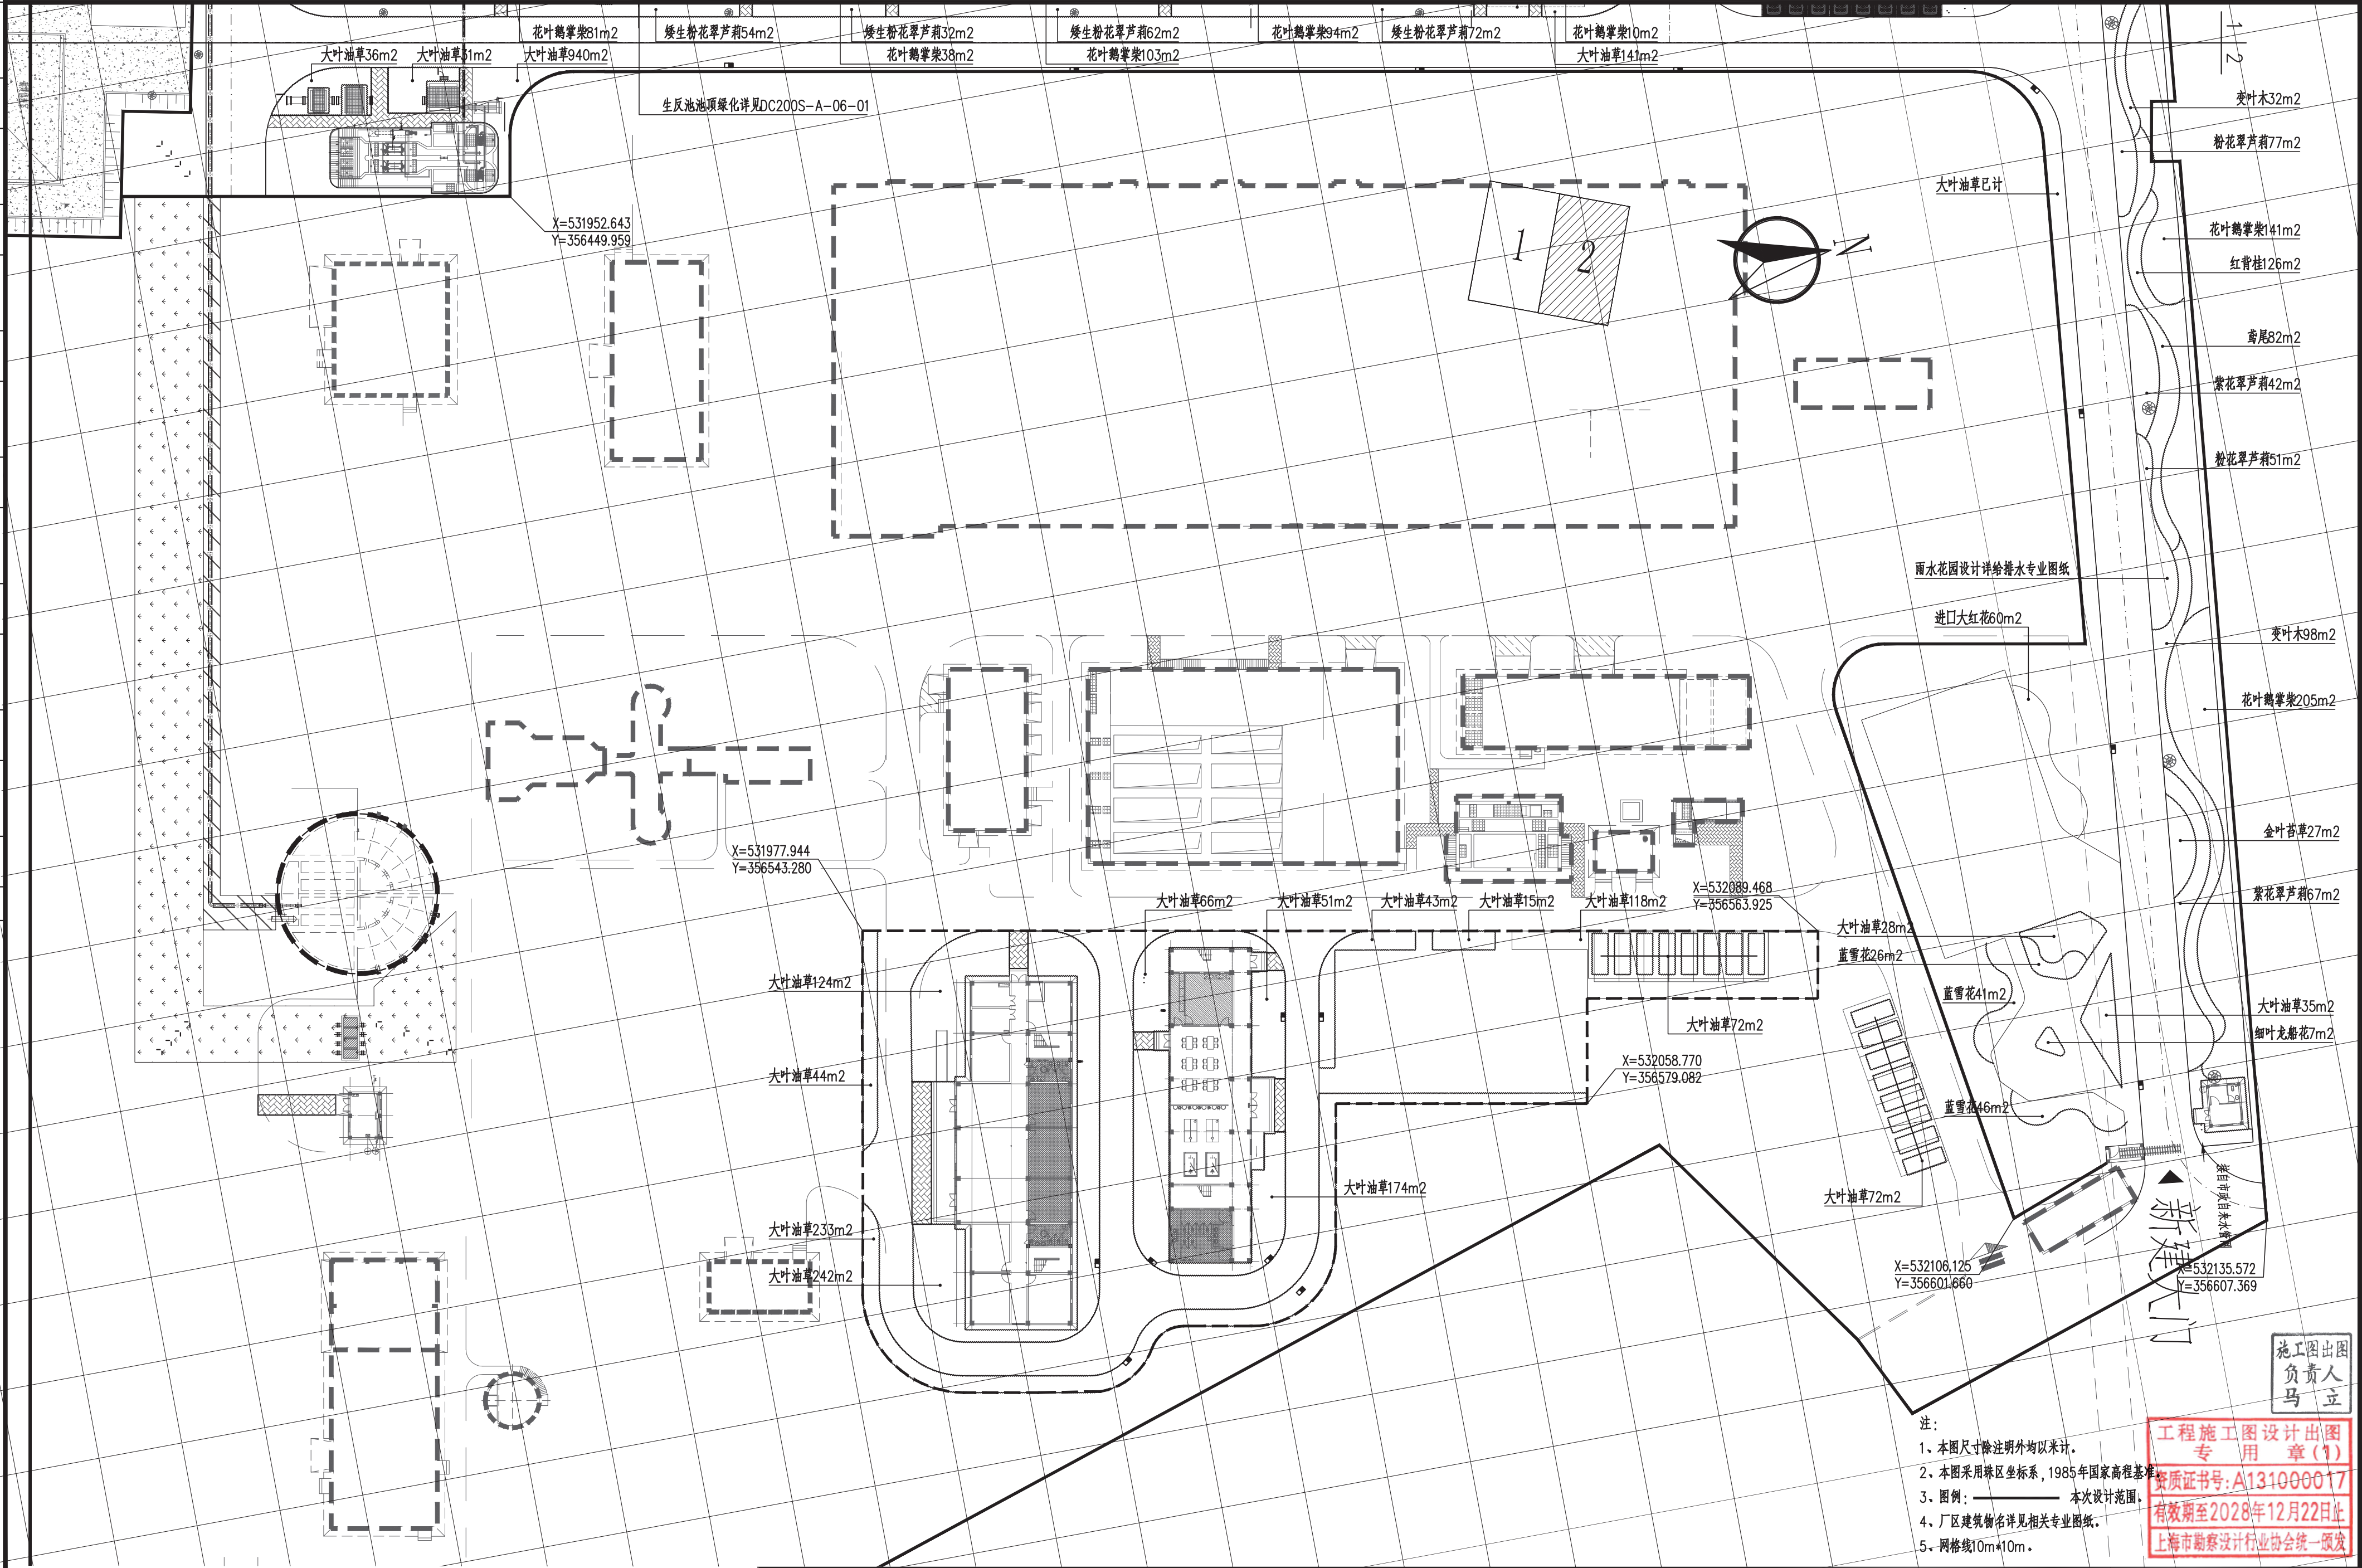 花叶鹅掌柴81m2
矮生粉花翠芦莉54m2
矮生粉花翠芦莉32m2
矮生粉花翠芦莉62m2
花叶鹅掌柴94m2
矮生粉花翠芦莉72m2
花叶鹅掌柴10m2
大叶油草36m2
大叶油草31m2
大叶油草940m2
花叶鹅掌柴38m2
花叶鹅掌柴103m2
大叶油草141m2
生反池池顶绿化详见DC200S-A-06-01
1
2
变叶木32m2
粉花翠芦莉77m2
大叶油草已计
X=531952.643
Y=356449.959
1
2
N
花叶鹅掌柴141m2
红背桂126m2
鸢尾82m2
紫花翠芦莉42m2
粉花翠芦莉51m2
雨水花园设计详给排水专业图纸
进口大红花60m2
变叶木98m2
花叶鹅掌柴205m2
金叶苔草27m2
紫花翠芦莉67m2
X=531977.944
Y=356543.280
大叶油草66m2
大叶油草51m2
大叶油草43m2
大叶油草15m2
大叶油草118m2
X=532089.468
Y=356563.925
大叶油草28m2
蓝雪花26m2
大叶油草124m2
蓝雪花41m2
大叶油草35m2
大叶油草72m2
细叶龙船花7m2
X=532058.770
Y=356579.082
大叶油草44m2
蓝雪花46m2
大叶油草174m2
大叶油草72m2
接自市政自来水管网
新建大门
大叶油草233m2
大叶油草242m2
X=532106.125
Y=356601.660
X=532135.572
Y=356607.369
施工图出图
负责人
马 立
注:
1、本图尺寸除注明外均以米计。
2、本图采用珠区坐标系,1985年国家高程基准。
3、图例: 本次设计范围。
4、厂区建筑物名详见相关专业图纸。
5、网格线10m*10m。
工程施工图设计出图
专 用 章(1)
资质证书号:A131000017
有效期至2028年12月22日止
上海市勘察设计行业协会统一颁发